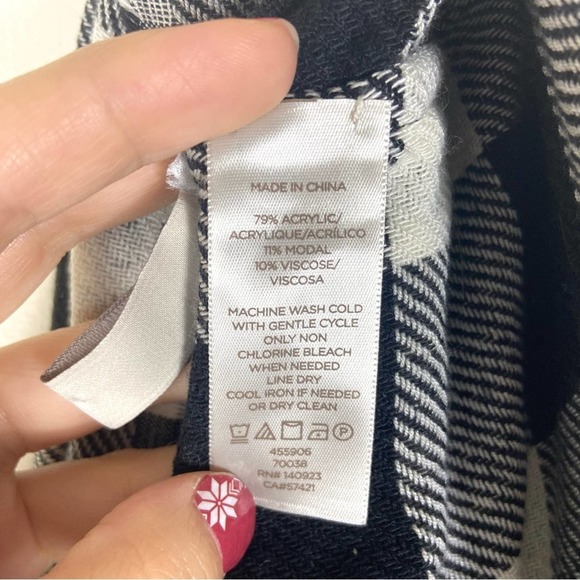 MADE IN CHINA
79% ACRYLIC/
ACRYLIQUE/ACRÍLICO
11% MODAL
10% VISCOSE/
VISCOSA
MACHINE WASH COLD
WITH GENTLE CYCLE
ONLY NON
CHLORINE BLEACH
WHEN NEEDED
LINE DRY
COOL IRON IF NEEDED
OR DRY CLEAN
455906
70038
RN# 140923
CA#57421